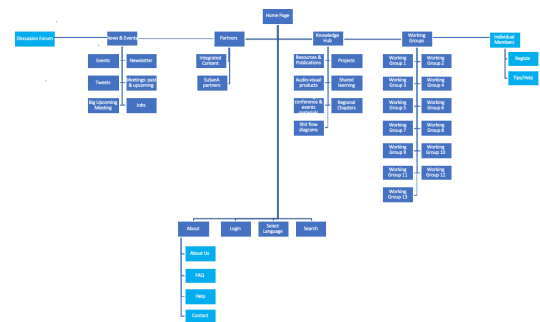 Home Page
Discussion Forum
News & Events
Partners
Knowledge
Hub
Working
Groups
Individual
Members
Events
Newsletter
Tweets
Meetings: past
& upcoming
Big Upcoming
Meeting
Jobs
Integrated
Content
SuSanA
partners
Resources &
Publications
Projects
Audio-visual
products
Shared
learning
conference &
events
materials
Regional
Chapters
Shit flow
diagrams
Working
Group 1
Working
Group 2
Working
Group 3
Working
Group 4
Working
Group 5
Working
Group 6
Working
Group 7
Working
Group 8
Working
Group 9
Working
Group 10
Working
Group 11
Working
Group 12
Working
Group 13
Register
Tips/Help
About
Login
Select
Language
Search
About Us
FAQ
Help
Contact